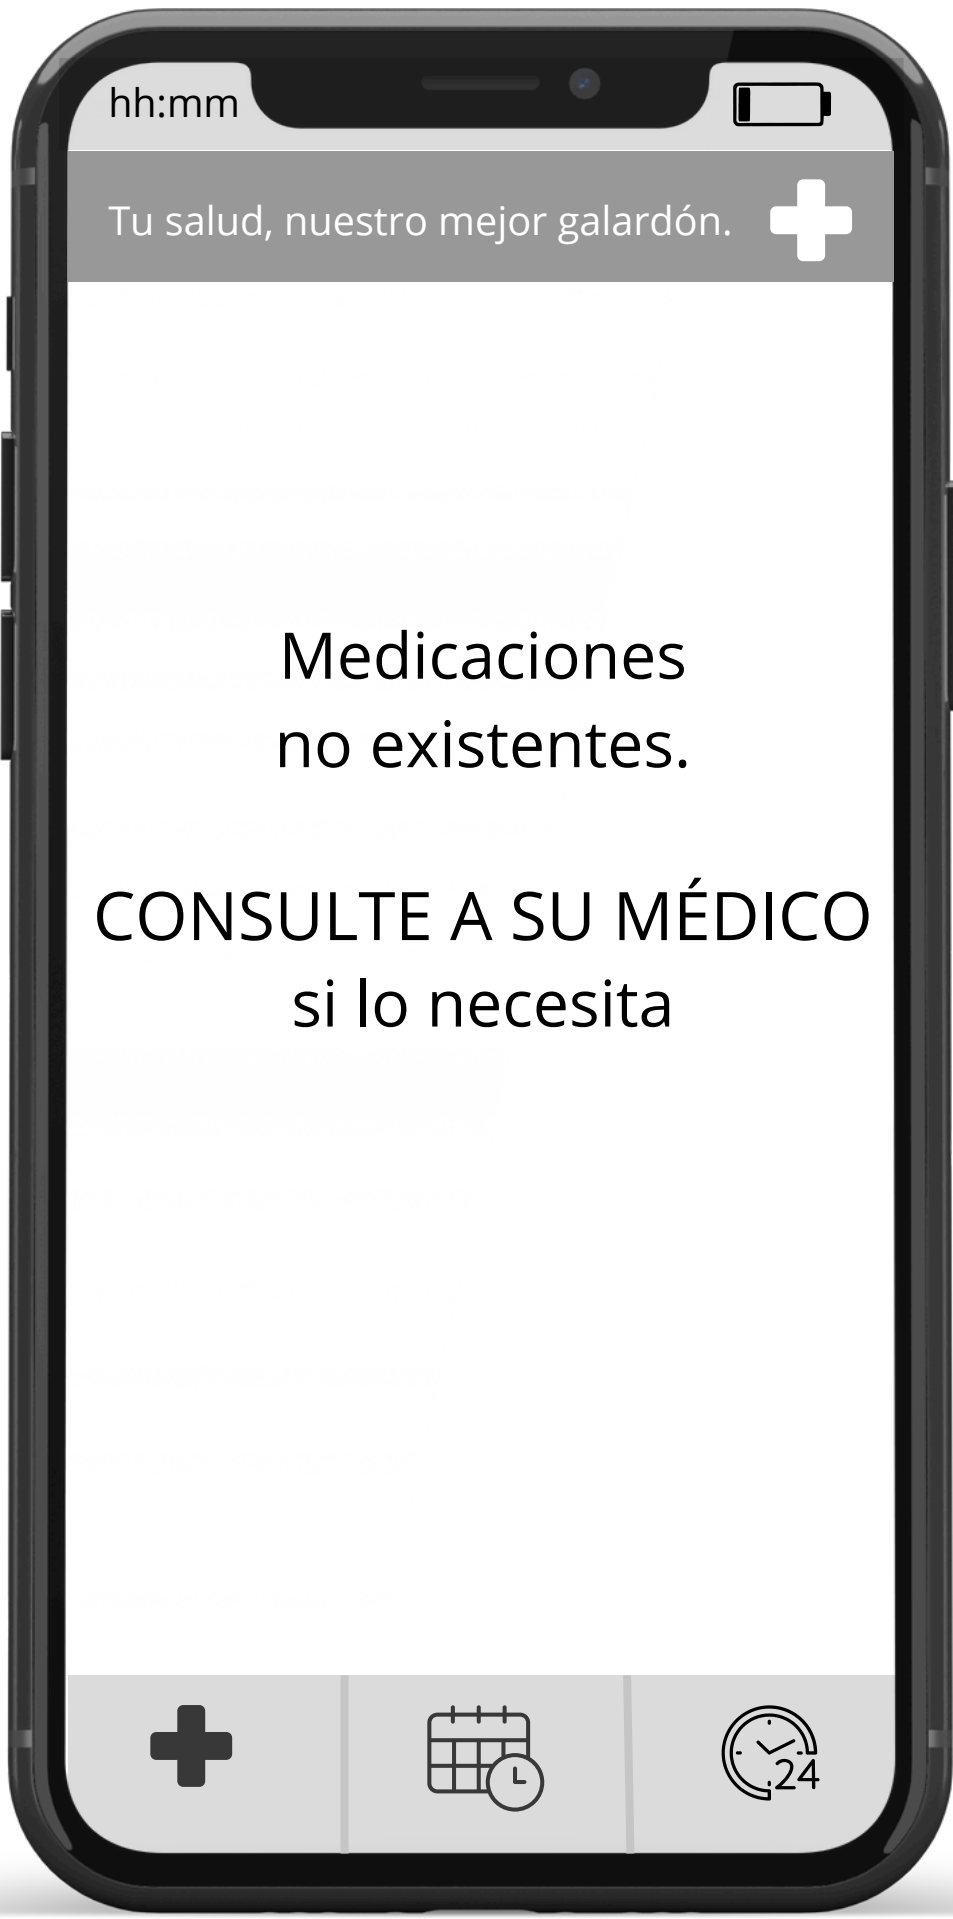 hh:mm
Tu salud, nuestro mejor galardón.
Medicaciones
no existentes.
CONSULTE A SU MÉDICO
si lo necesita
24